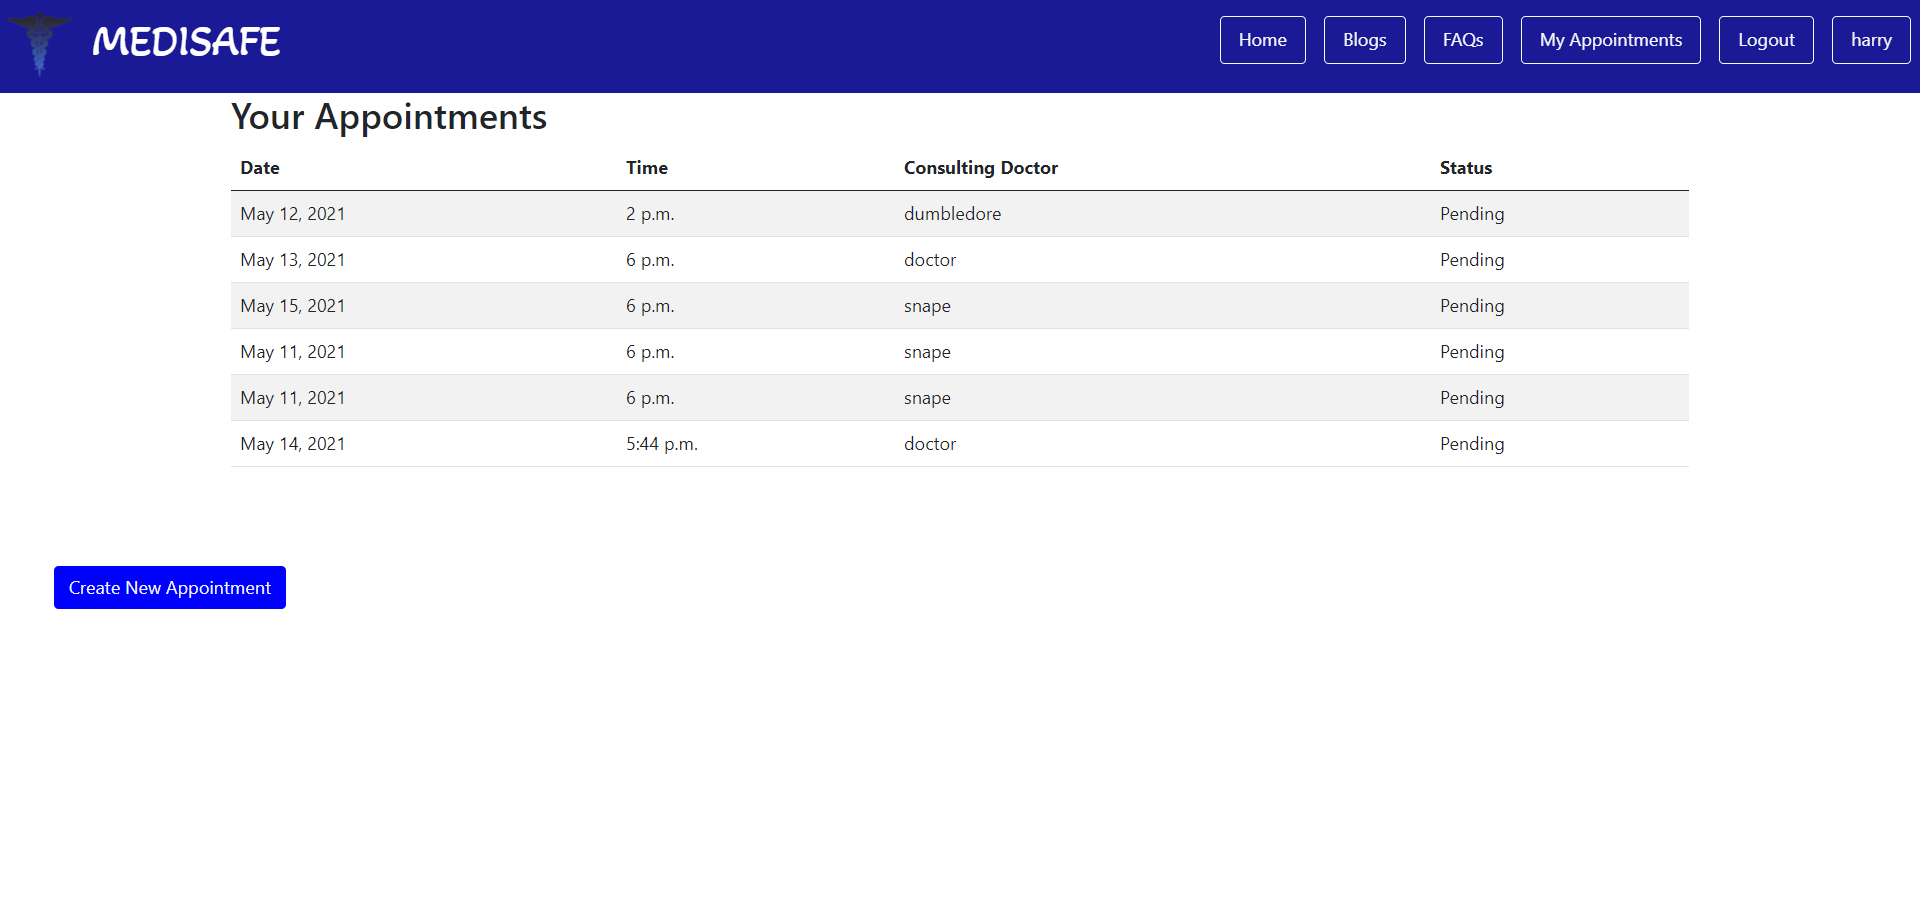 MEDISAFE
Home Blogs FAQs My Appointments Logout harry
Your Appointments
Date Time Consulting Doctor Status
May 12, 2021 2 p.m. dumbledore Pending
May 13, 2021 6 p.m. doctor Pending
May 15, 2021 6 p.m. snape Pending
May 11, 2021 6 p.m. snape Pending
May 11, 2021 6 p.m. snape Pending
May 14, 2021 5:44 p.m. doctor Pending
Create New Appointment